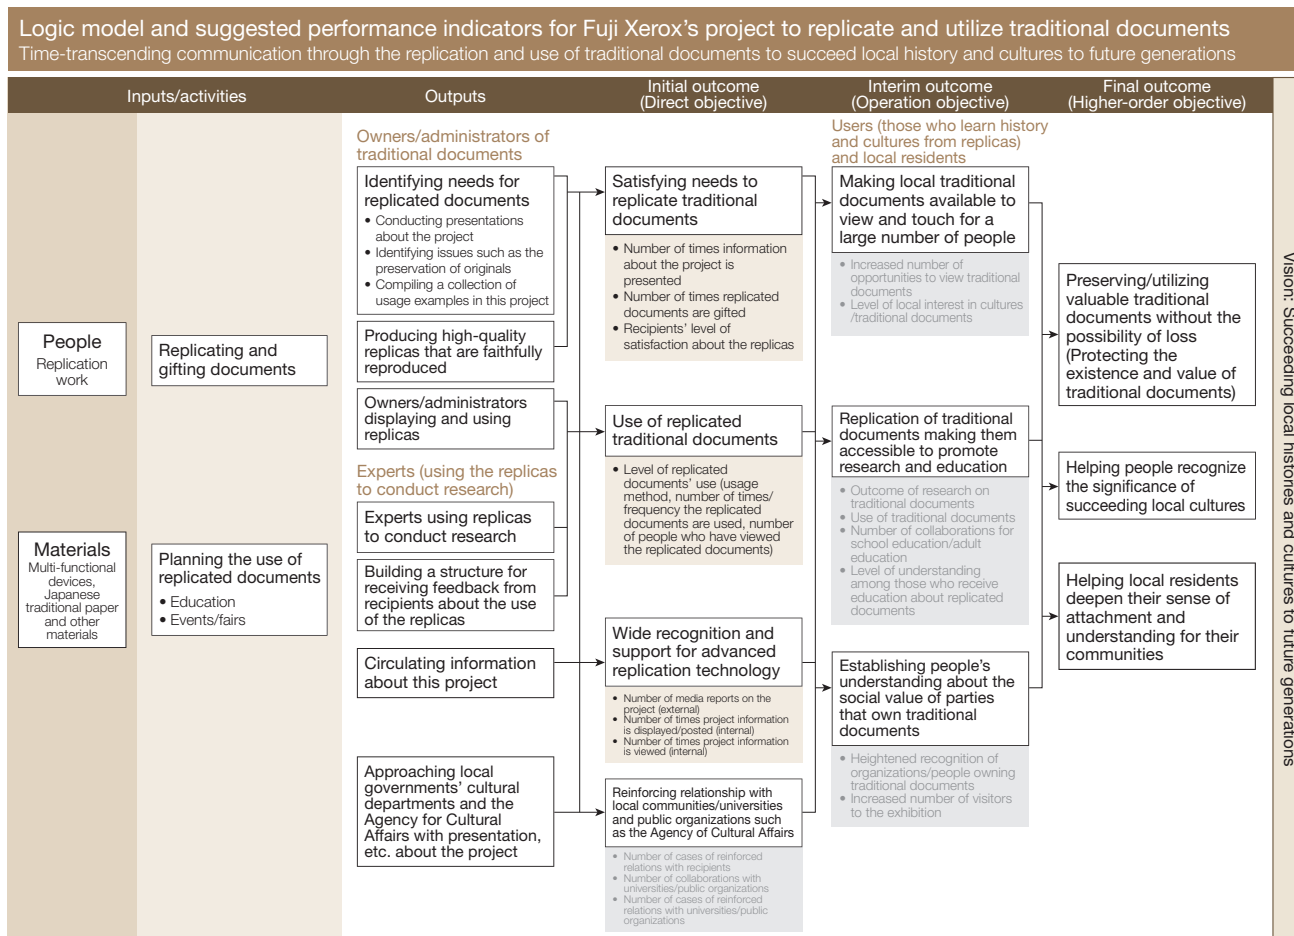 Logic model and suggested performance indicators for Fuji Xerox's project to replicate and utilize traditional documents
Time-transcending communication through the replication and use of traditional documents to succeed local history and cultures to future generations
Inputs/activities
Outputs
Initial outcome
(Direct objective)
Interim outcome
(Operation objective)
Final outcome
(Higher-order objective)
People
Replication
work
Materials
Multi-functional
devices,
Japanese
traditional paper
and other
materials
Replicating and
gifting documents
Planning the use of
replicated documents
• Education
• Events/fairs
Owners/administrators of
traditional documents
Identifying needs for
replicated documents
• Conducting presentations
about the project
• Identifying issues such as the
preservation of originals
• Compiling a collection of
usage examples in this project
Producing high-quality
replicas that are faithfully
reproduced
Owners/administrators
displaying and using
replicas
Experts (using the replicas
to conduct research)
Experts using replicas
to conduct research
Building a structure for
receiving feedback from
recipients about the use
of the replicas
Circulating information
about this project
Approaching local
governments' cultural
departments and the
Agency for Cultural
Affairs with presentation,
etc. about the project
Satisfying needs to
replicate traditional
documents
• Number of times information
about the project is
presented
• Number of times replicated
documents are gifted
• Recipients' level of
satisfaction about the replicas
Use of replicated
traditional documents
• Level of replicated
documents' use (usage
method, number of times/
frequency the replicated
documents are used, number
of people who have viewed
the replicated documents)
Wide recognition and
support for advanced
replication technology
• Number of media reports on the
project (external)
• Number of times project information
is displayed/posted (internal)
• Number of times project information
is viewed (internal)
Reinforcing relationship with
local communities/universities
and public organizations such
as the Agency of Cultural Affairs
• Number of cases of reinforced
relations with recipients
• Number of collaborations with
universities/public organizations
• Number of cases of reinforced
relations with universities/public
organizations
Users (those who learn history
and cultures from replicas)
and local residents
Making local traditional
documents available to
view and touch for a
large number of people
• Increased number of
opportunities to view traditional
documents
• Level of local interest in cultures
/traditional documents
Replication of traditional
documents making them
accessible to promote
research and education
• Outcome of research on
traditional documents
• Use of traditional documents
• Number of collaborations for
school education/adult
education
• Level of understanding
among those who receive
education about replicated
documents
Establishing people's
understanding about the
social value of parties
that own traditional
documents
• Heightened recognition of
organizations/people owning
traditional documents
• Increased number of visitors
to the exhibition
Preserving/utilizing
valuable traditional
documents without the
possibility of loss
(Protecting the
existence and value of
traditional documents)
Helping people recognize
the significance of
succeeding local cultures
Helping local residents
deepen their sense of
attachment and
understanding for their
communities
Vision: Succeeding local histories and cultures to future generations